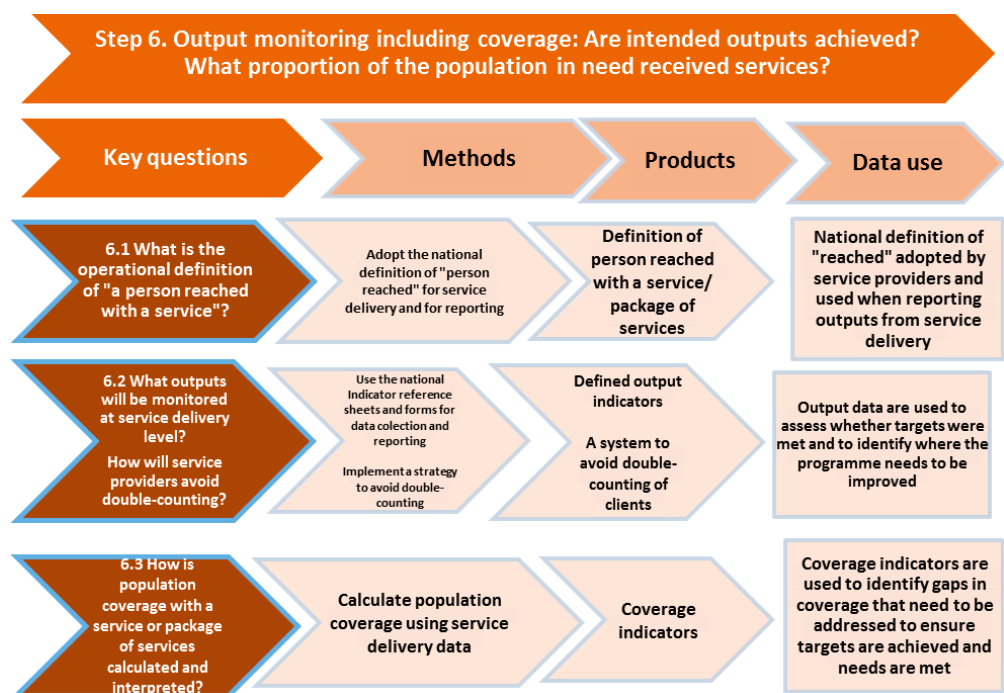 Step 6. Output monitoring including coverage: Are intended outputs achieved?
What proportion of the population in need received services?
Key questions
Methods
Products
Data use
6.1 What is the
operational definition
of "a person reached
with a service"?
Adopt the national
definition of "person
reached" for service
delivery and for reporting
Definition of
person reached
with a service/
package of
services
National definition of
"reached" adopted by
service providers and
used when reporting
outputs from service
delivery
6.2 What outputs
will be monitored
at service delivery
level?
How will service
providers avoid
double-counting?
Use the national
Indicator reference
sheets and forms for
data colection and
reporting
Implement a strategy
to avoid double-
counting
Defined output
indicators
A system to
avoid double-
counting of
clients
Output data are used to
assess whether targets were
met and to identify where the
programme needs to be
improved
6.3 How is
population
coverage with a
service or package
of services
calculated and
interpreted?
Calculate population
coverage using service
delivery data
Coverage
indicators
Coverage indicators are
used to identify gaps in
coverage that need to be
addressed to ensure
targets are achieved and
needs are met